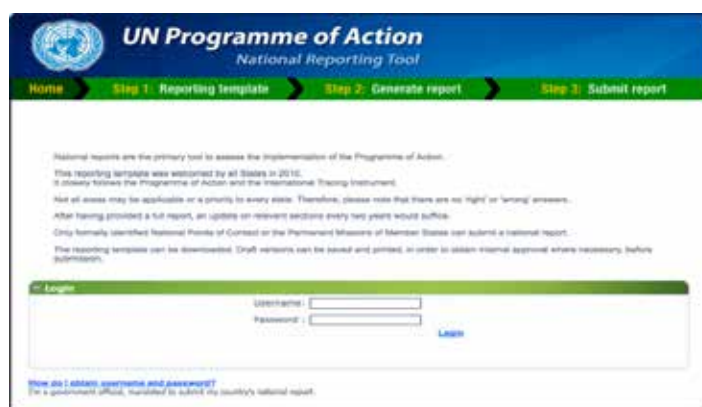 UN Programme of Action
National Reporting Tool
Home Step 1: Reporting template Step 2: Generate report Step 3: Submit report
National reports are the primary tool to assess the implementation of the Programme of Action.
This reporting template was welcomed by all States in 2010.
It closely follows the Programme of Action and the International Tracing Instrument.
Not all areas may be applicable or a priority to every state. Therefore, please note that there are no 'right' or 'wrong' answers.
After having provided a full report, an update on relevant sections every two years would suffice.
Only formally identified National Points of Contact or the Permanent Missions of Member States can submit a national report.
The reporting template can be downloaded. Draft versions can be saved and printed, in order to obtain internal approval where necessary, before
submission.
Login
Username:
Password :
Login
How do I obtain username and password?
I'm a government official, mandated to submit my country's national report.